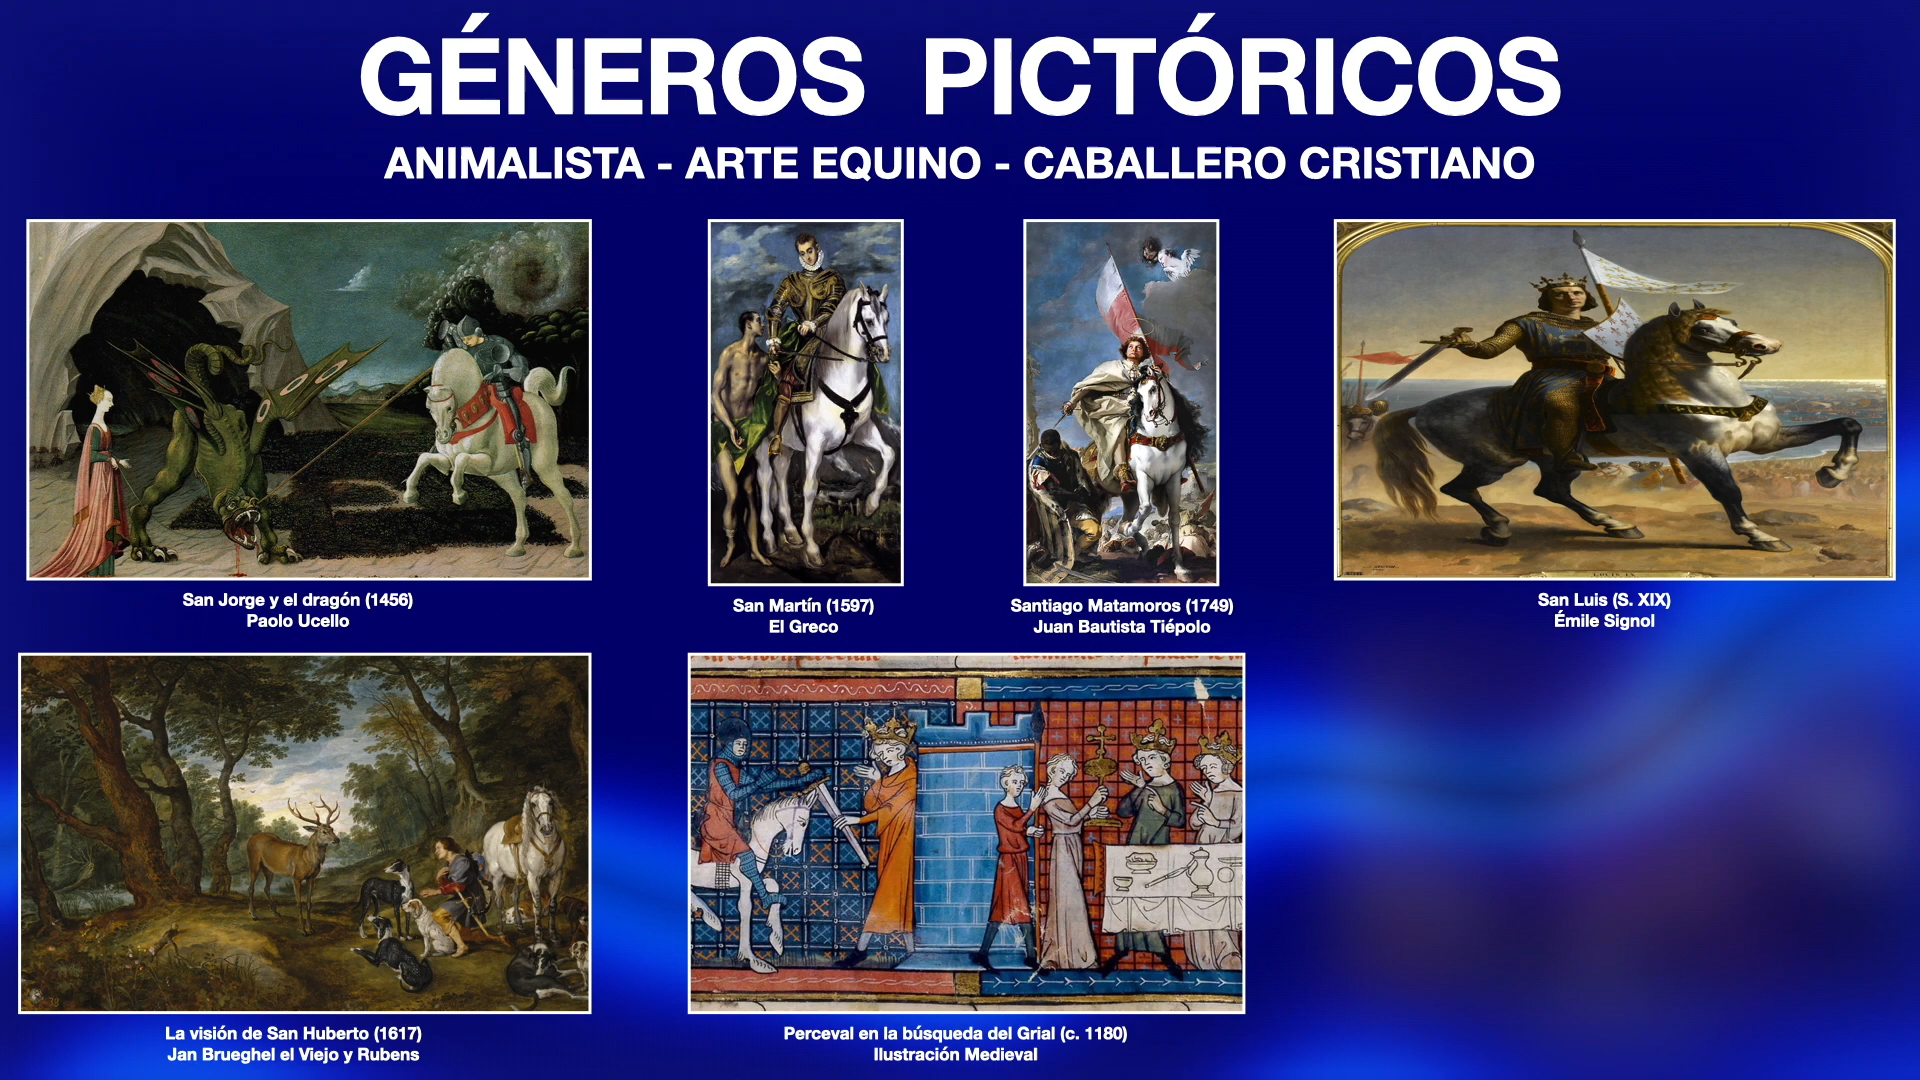 GÉNEROS PICTÓRICOS
ANIMALISTA - ARTE EQUINO - CABALLERO CRISTIANO
San Jorge y el dragón (1456)
Paolo Ucello
San Martín (1597)
El Greco
Santiago Matamoros (1749)
Juan Bautista Tiépolo
San Luis (S. XIX)
Émile Signol
La visión de San Huberto (1617)
Jan Brueghel el Viejo y Rubens
Perceval en la búsqueda del Grial (c. 1180)
Ilustración Medieval